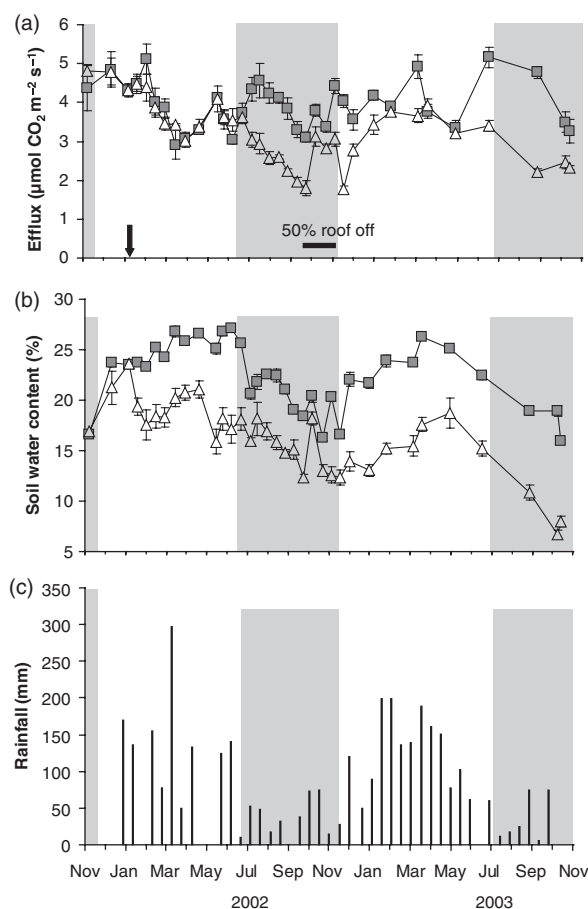 (a)
Efflux (µmol CO2 m−2 s−1)
6
5
4
3
2
1
0
50% roof off
(b)
Soil water content (%)
30
25
20
15
10
5
(c)
Rainfall (mm)
350
300
250
200
150
100
50
0
Nov Jan Mar May Jul Sep Nov Jan Mar May Jul Sep Nov
2002 2003